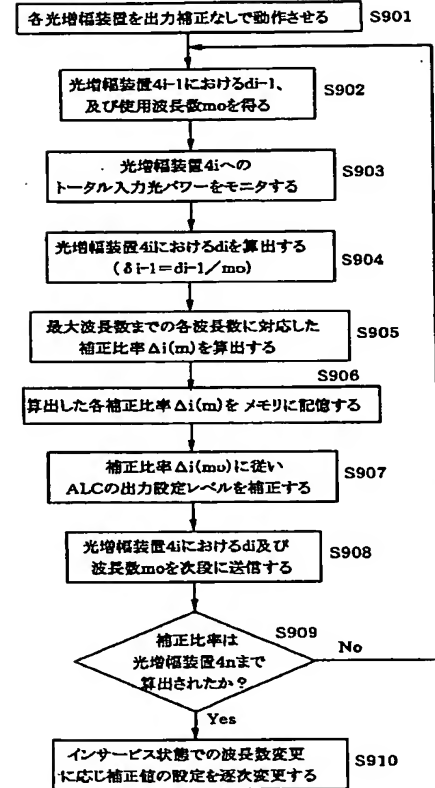 各光増幅装置を出力補正なしで動作させる
S901
光増幅装置4i-1におけるdi-1、
及び使用波長数moを得る
S902
光増幅装置4iへの
トータル入力光パワーをモニタする
S903
光増幅装置4iにおけるdiを算出する
(δi-1=di-1/mo)
S904
最大波長数までの各波長数に対応した
補正比率Δi(m)を算出する
S905
S906
算出した各補正比率Δi(m)をメモリに記憶する
補正比率Δi(mo)に従い
ALCの出力設定レベルを補正する
S907
光増幅装置4iにおけるdi及び
波長数moを次段に送信する
S908
補正比率は
光増幅装置4nまで
算出されたか?
S909
No
Yes
インサービス状態での波長数変更
に応じ補正値の設定を逐次変更する
S910